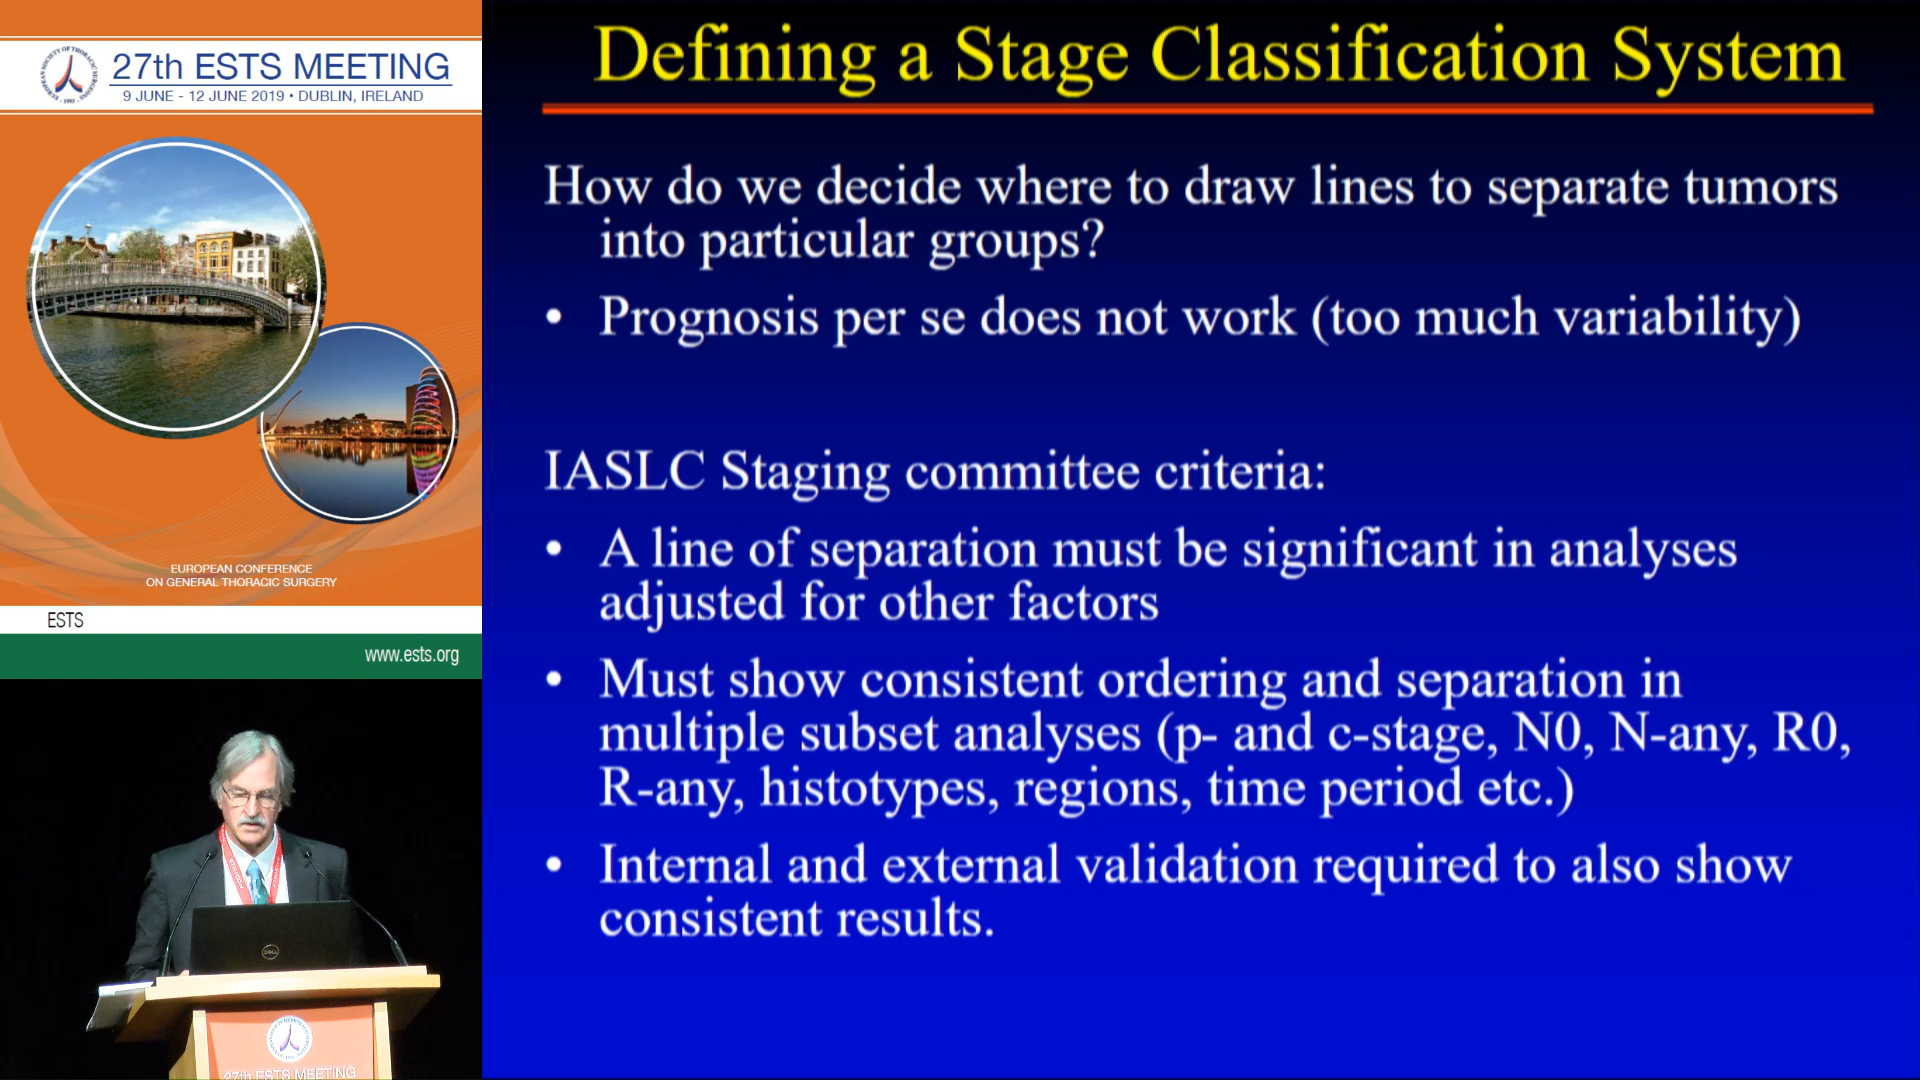 27th ESTS MEETING
9 JUNE - 12 JUNE 2019 • DUBLIN, IRELAND
EUROPEAN CONFERENCE
ON GENERAL THORACIC SURGERY
ESTS
www.ests.org
27th ESTS MEETING
Defining a Stage Classification System
How do we decide where to draw lines to separate tumors
into particular groups?
• Prognosis per se does not work (too much variability)
IASLC Staging committee criteria:
• A line of separation must be significant in analyses
adjusted for other factors
• Must show consistent ordering and separation in
multiple subset analyses (p- and c-stage, N0, N-any, R0,
R-any, histotypes, regions, time period etc.)
• Internal and external validation required to also show
consistent results.